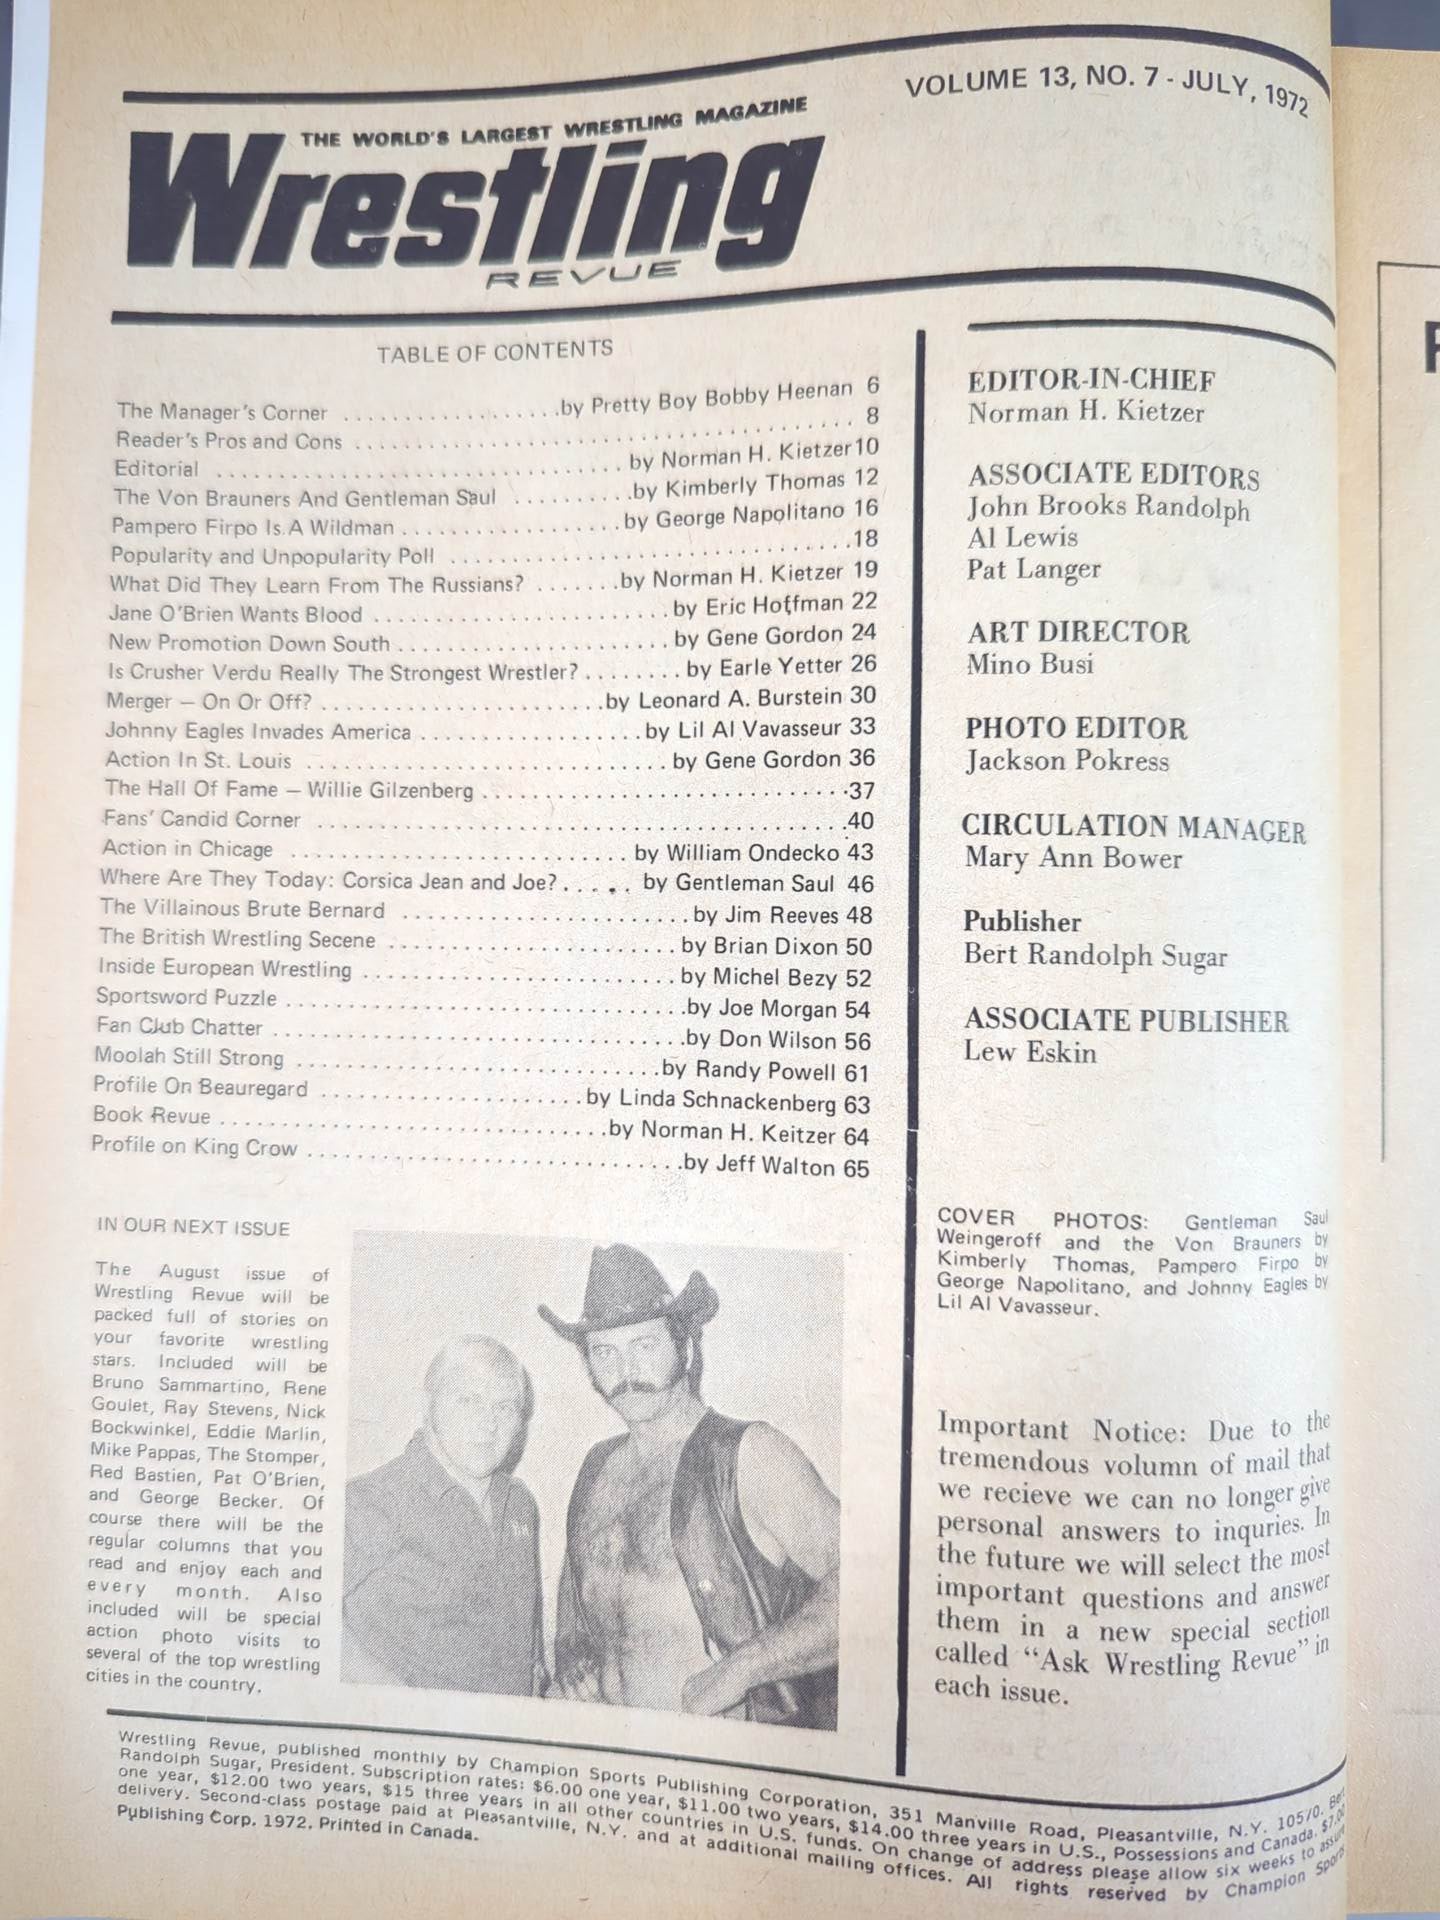 VOLUME 13, NO. 7 - JULY, 1972
THE WORLD'S LARGEST WRESTLING MAGAZINE
Wrestling
REVUE
TABLE OF CONTENTS
The Manager's Corner ..................by Pretty Boy Bobby Heenan 6
Reader's Pros and Cons ........................................ 8
Editorial ................................by Norman H. Kietzer10
The Von Brauners And Gentleman Saul ..........by Kimberly Thomas 12
Pampero Firpo Is A Wildman ..................by George Napolitano 16
Popularity and Unpopularity Poll ................................18
What Did They Learn From The Russians? .......by Norman H. Kietzer 19
Jane O'Brien Wants Blood ........................by Eric Hoffman 22
New Promotion Down South ......................by Gene Gordon 24
Is Crusher Verdu Really The Strongest Wrestler? ........by Earle Yetter 26
Merger — On Or Off? .......................by Leonard A. Burstein 30
Johnny Eagles Invades America ..................by Lil Al Vavasseur 33
Action In St. Louis .............................by Gene Gordon 36
The Hall Of Fame — Willie Gilzenberg .............................37
Fans' Candid Corner ..........................................40
Action in Chicage ...........................by William Ondecko 43
Where Are They Today: Corsica Jean and Joe? ..... by Gentleman Saul 46
The Villainous Brute Bernard .......................by Jim Reeves 48
The British Wrestling Secene .......................by Brian Dixon 50
Inside European Wrestling .........................by Michel Bezy 52
Sportsword Puzzle ................................by Joe Morgan 54
Fan Club Chatter .................................by Don Wilson 56
Moolah Still Strong ..............................by Randy Powell 61
Profile On Beauregard .....................by Linda Schnackenberg 63
Book Revue ...............................by Norman H. Keitzer 64
Profile on King Crow ..............................by Jeff Walton 65
EDITOR-IN-CHIEF
Norman H. Kietzer
ASSOCIATE EDITORS
John Brooks Randolph
Al Lewis
Pat Langer
ART DIRECTOR
Mino Busi
PHOTO EDITOR
Jackson Pokress
CIRCULATION MANAGER
Mary Ann Bower
Publisher
Bert Randolph Sugar
ASSOCIATE PUBLISHER
Lew Eskin
IN OUR NEXT ISSUE
The August issue of
Wrestling Revue will be
packed full of stories on
your favorite wrestling
stars. Included will be
Bruno Sammartino, Rene
Goulet, Ray Stevens, Nick
Bockwinkel, Eddie Marlin,
Mike Pappas, The Stomper,
Red Bastien, Pat O'Brien,
and George Becker. Of
course there will be the
regular columns that you
read and enjoy each and
every month. Also
included will be special
action photo visits to
several of the top wrestling
cities in the country.
COVER PHOTOS: Gentleman Saul
Weingeroff and the Von Brauners by
Kimberly Thomas, Pampero Firpo by
George Napolitano, and Johnny Eagles by
Lil Al Vavasseur.
Important Notice: Due to the
tremendous volumn of mail that
we recieve we can no longer give
personal answers to inquries. In
the future we will select the most
important questions and answer
them in a new special section
called "Ask Wrestling Revue" in
each issue.
Wrestling Revue, published monthly by Champion Sports Publishing Corporation, 351 Manville Road, Pleasantville, N.Y. 10570. Bert
Randolph Sugar, President. Subscription rates: $6.00 one year, $11.00 two years, $14.00 three years in U.S., Possessions and Canada. $7.00
one year, $12.00 two years, $15 three years in all other countries in U.S. funds. On change of address please allow six weeks to assure
delivery. Second-class postage paid at Pleasantville, N.Y. and at additional mailing offices. All rights reserved by Champion Sports
Publishing Corp. 1972. Printed in Canada.